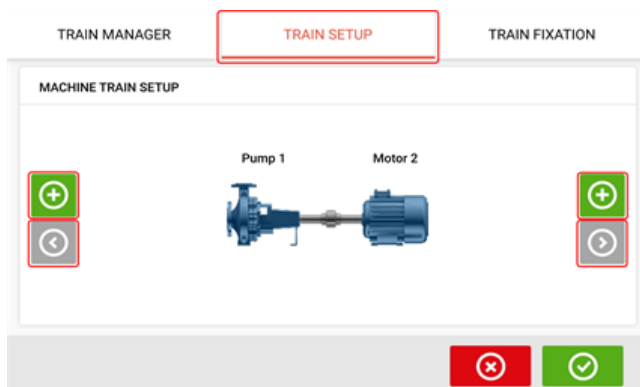 TRAIN MANAGER TRAIN SETUP TRAIN FIXATION
MACHINE TRAIN SETUP
Pump 1 Motor 2